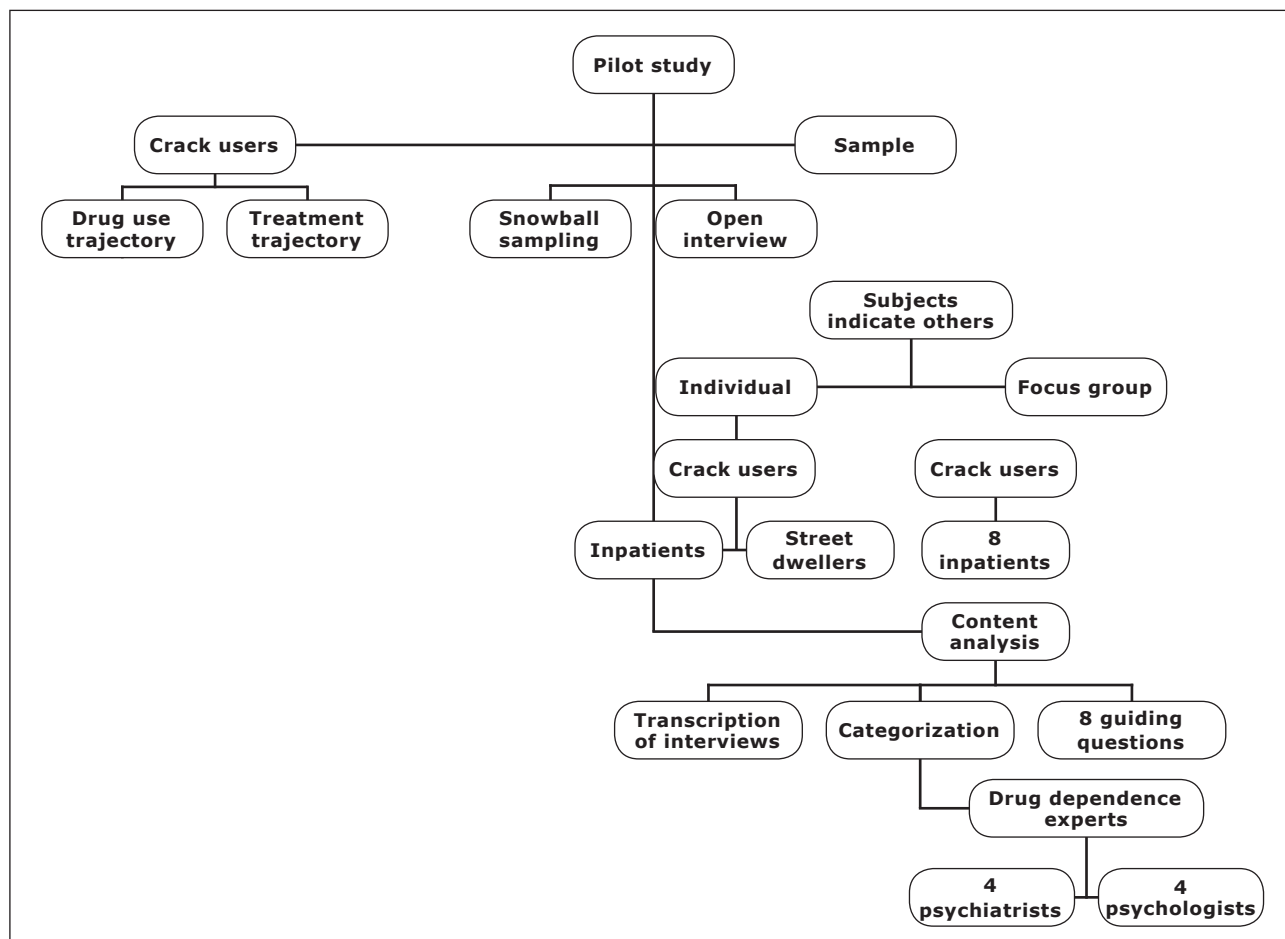 Pilot study
Crack users
Sample
Drug use
trajectory
Treatment
trajectory
Snowball
sampling
Open
interview
Subjects
indicate others
Individual
Focus group
Crack users
Crack users
Inpatients
Street
dwellers
8
inpatients
Content
analysis
Transcription
of interviews
Categorization
8 guiding
questions
Drug dependence
experts
4
psychiatrists
4
psychologists